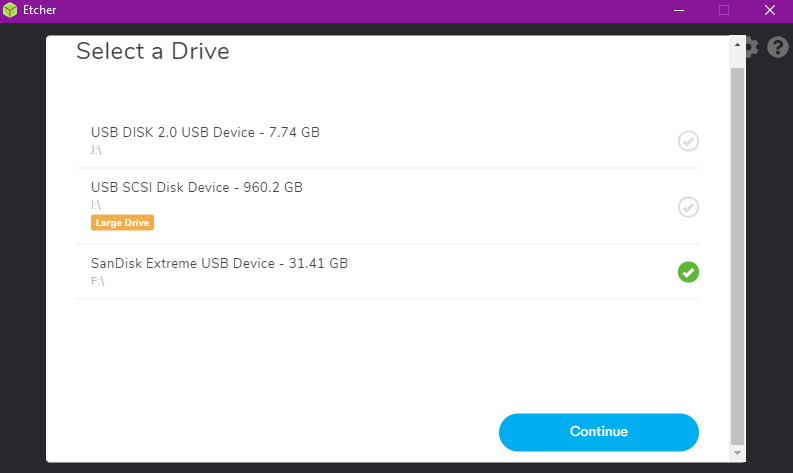 Etcher
Select a Drive
USB DISK 2.0 USB Device - 7.74 GB
J:\
USB SCSI Disk Device - 960.2 GB
I:\
Large Drive
SanDisk Extreme USB Device - 31.41 GB
F:\
Continue